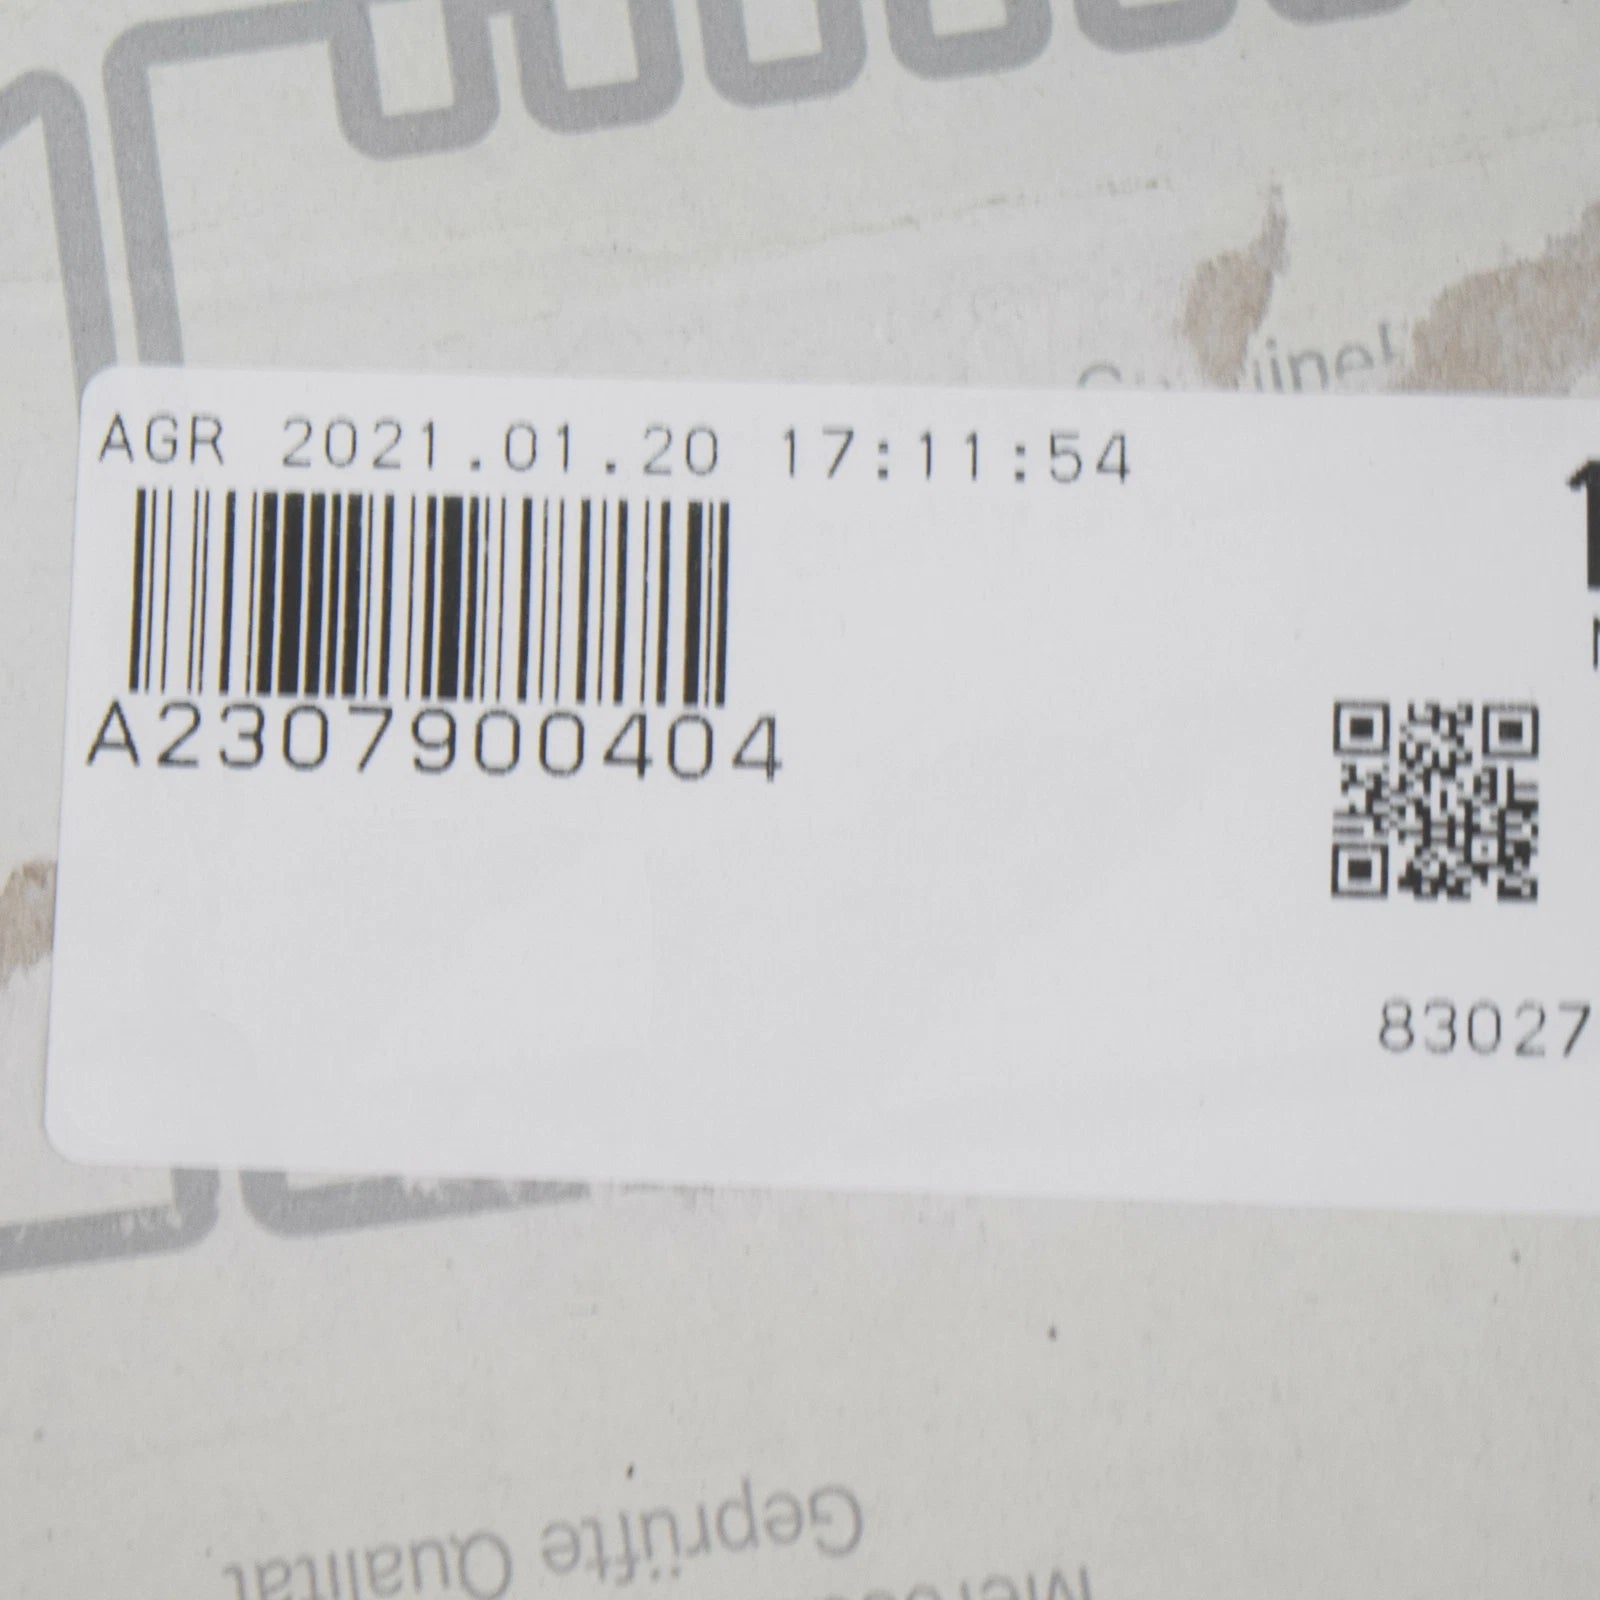 AGR 2021.01.20 17:11:54
A2307900404
83027
Geprüfte Qualität